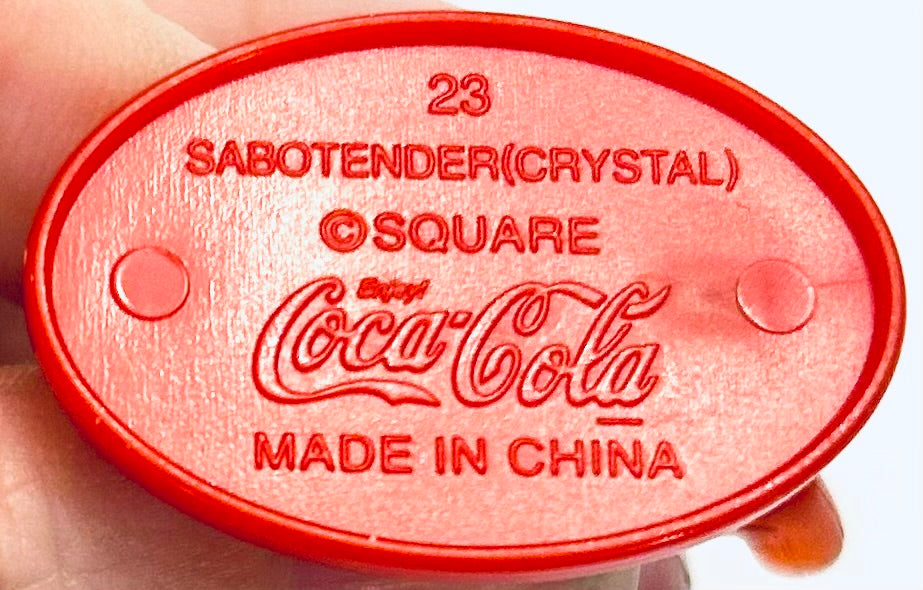 23
SABOTENDER(CRYSTAL)
©SQUARE
Enjoy!
Coca-Cola
MADE IN CHINA